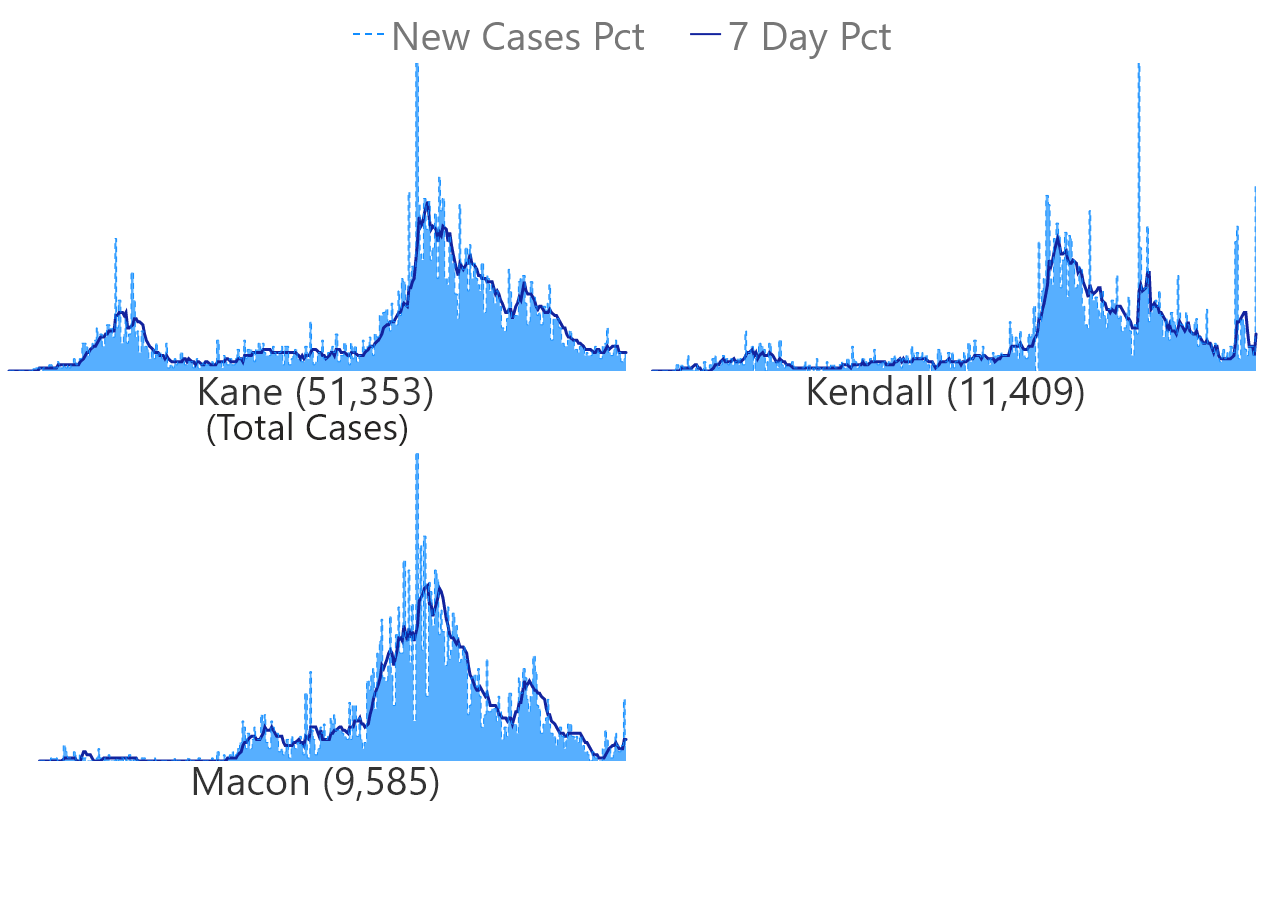 New Cases Pct 7 Day Pct
Kane (51,353) Kendall (11,409)
(Total Cases)
Macon (9,585)